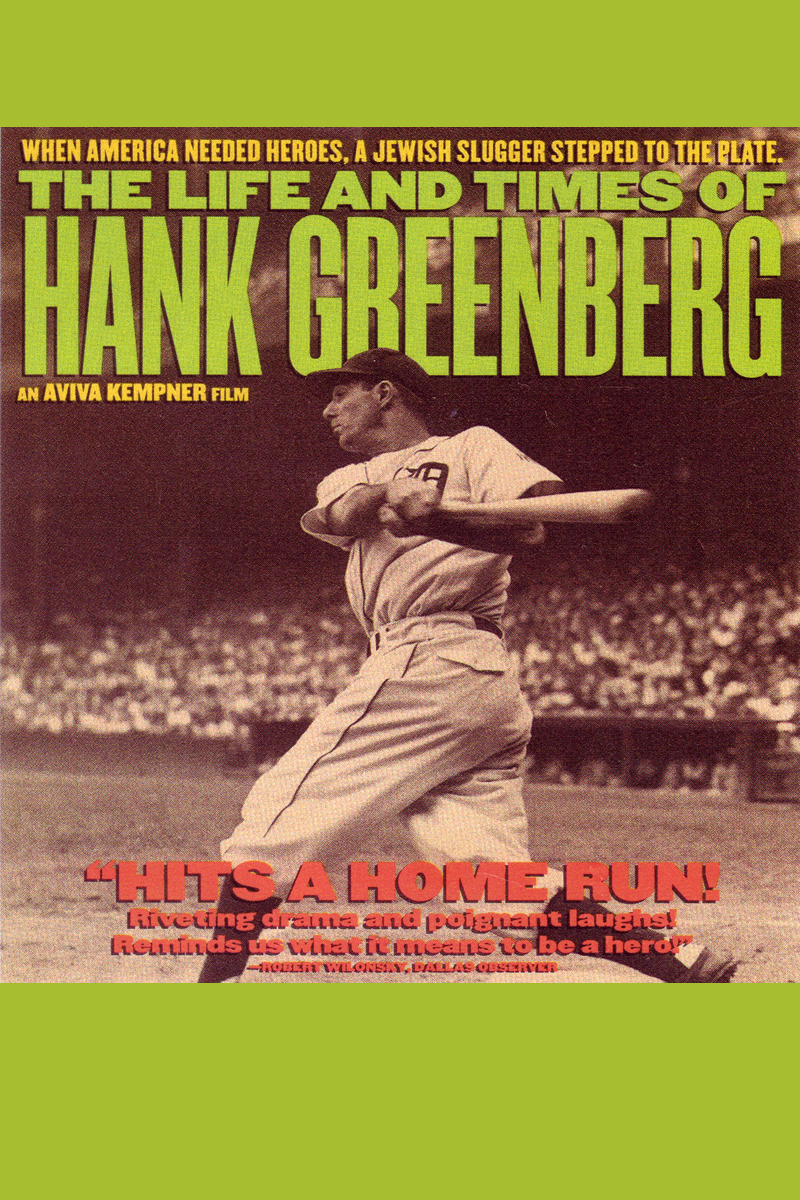 WHEN AMERICA NEEDED HEROES, A JEWISH SLUGGER STEPPED TO THE PLATE.
THE LIFE AND TIMES OF
HANK GREENBERG
AN AVIVA KEMPNER FILM
D
“HITS A HOME RUN!
Riveting drama and poignant laughs!
Reminds us what it means to be a hero!”
—ROBERT WILONSKY, DALLAS OBSERVER